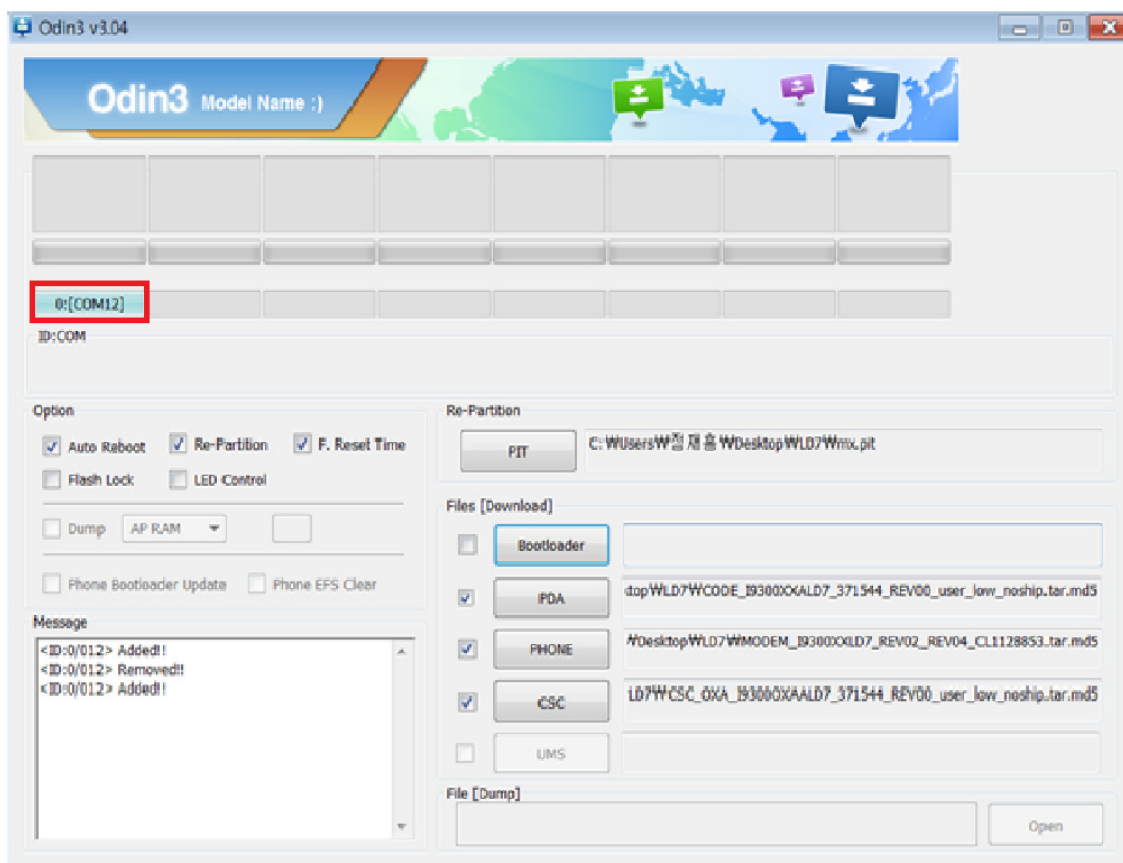 Odin3 v3.04
Odin3 Model Name :)
0:[COM12]
ID:COM
Option
Auto Reboot
Re-Partition
F. Reset Time
Flash Lock
LED Control
Dump
AP RAM
Phone Bootloader Update
Phone EFS Clear
Message
<ID:0/012> Added!!
<ID:0/012> Removed!!
<ID:0/012> Added!!
Re-Partition
PIT
C:₩Users₩정재흠₩Desktop₩LD7₩mx.pit
Files [Download]
Bootloader
PDA
top₩LD7₩CODE_I9300XXALD7_371544_REV00_user_low_noship.tar.md5
PHONE
₩Desktop₩LD7₩MODEM_I9300XXLD7_REV02_REV04_CL1128853.tar.md5
CSC
LD7₩CSC_OXA_I9300OXAALD7_371544_REV00_user_low_noship.tar.md5
UMS
File [Dump]
Open